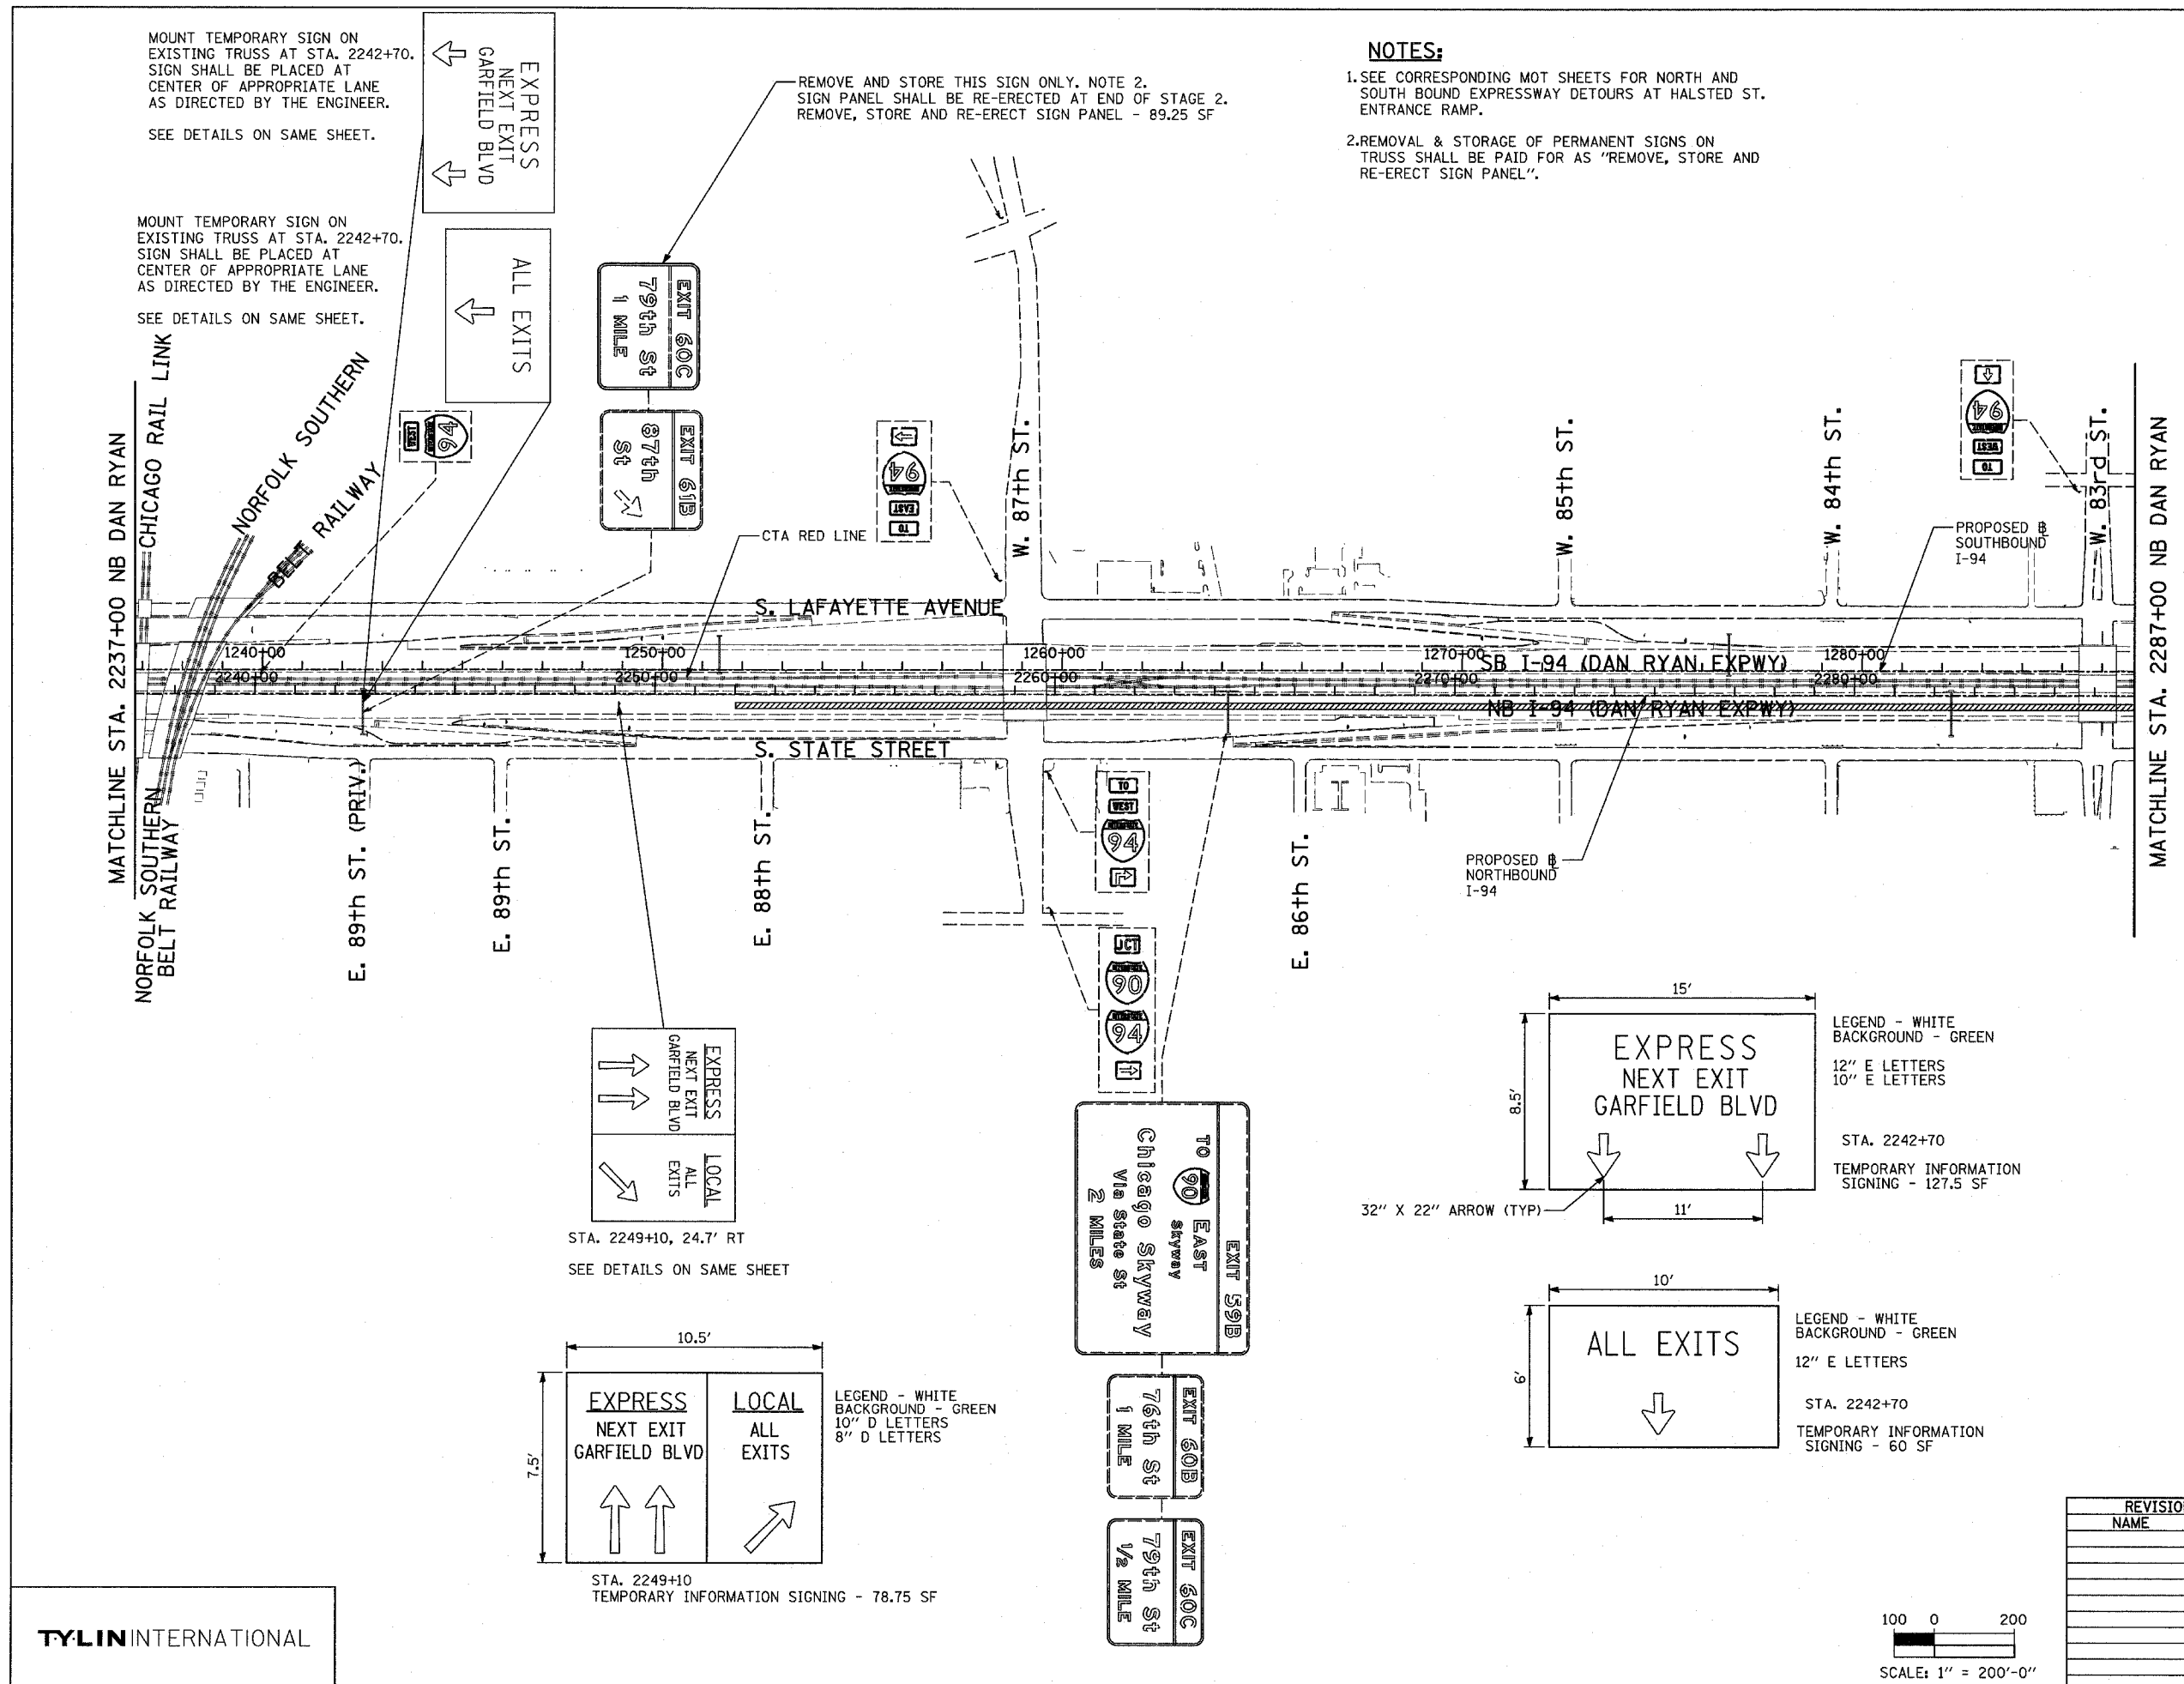 MOUNT TEMPORARY SIGN ON
EXISTING TRUSS AT STA. 2242+70.
SIGN SHALL BE PLACED AT
CENTER OF APPROPRIATE LANE
AS DIRECTED BY THE ENGINEER.
SEE DETAILS ON SAME SHEET.
EXPRESS
NEXT EXIT
GARFIELD BLVD
REMOVE AND STORE THIS SIGN ONLY. NOTE 2.
SIGN PANEL SHALL BE RE-ERECTED AT END OF STAGE 2.
REMOVE, STORE AND RE-ERECT SIGN PANEL - 89.25 SF
NOTES:
1. SEE CORRESPONDING MOT SHEETS FOR NORTH AND
SOUTH BOUND EXPRESSWAY DETOURS AT HALSTED ST.
ENTRANCE RAMP.
2.REMOVAL & STORAGE OF PERMANENT SIGNS ON
TRUSS SHALL BE PAID FOR AS "REMOVE, STORE AND
RE-ERECT SIGN PANEL".
MOUNT TEMPORARY SIGN ON
EXISTING TRUSS AT STA. 2242+70.
SIGN SHALL BE PLACED AT
CENTER OF APPROPRIATE LANE
AS DIRECTED BY THE ENGINEER.
SEE DETAILS ON SAME SHEET.
ALL EXITS
EXIT 60C
79th St
1 MILE
EXIT 61B
87th
St
MATCHLINE STA. 2237+00 NB DAN RYAN
CHICAGO RAIL LINK
NORFOLK SOUTHERN
BELT RAILWAY
94
WEST
94
EAST
TO
94
WEST
TO
CTA RED LINE
W. 87th ST.
W. 85th ST.
W. 84th ST.
W. 83rd ST.
PROPOSED B
SOUTHBOUND
I-94
MATCHLINE STA. 2287+00 NB DAN RYAN
S. LAFAYETTE AVENUE
1240+00
1250+00
1260+00
1270+00
SB I-94 (DAN RYAN EXPWY)
1280+00
2240+00
2250+00
2260+00
2270+00
2280+00
NB I-94 (DAN RYAN EXPWY)
S. STATE STREET
NORFOLK SOUTHERN
BELT RAILWAY
E. 89th ST. (PRIV.)
E. 89th ST.
E. 88th ST.
E. 86th ST.
TO
WEST
94
PROPOSED B
NORTHBOUND
I-94
JCT
90
94
EXPRESS
NEXT EXIT
GARFIELD BLVD
LOCAL
ALL
EXITS
STA. 2249+10, 24.7' RT
SEE DETAILS ON SAME SHEET
EXIT 59B
TO 90 EAST
Skyway
Chicago Skyway
Via State St
2 MILES
EXIT 60B
76th St
1 MILE
EXIT 60C
79th St
1/2 MILE
15'
8.5'
EXPRESS
NEXT EXIT
GARFIELD BLVD
LEGEND - WHITE
BACKGROUND - GREEN
12" E LETTERS
10" E LETTERS
STA. 2242+70
TEMPORARY INFORMATION
SIGNING - 127.5 SF
32" X 22" ARROW (TYP)
11'
10'
6'
ALL EXITS
LEGEND - WHITE
BACKGROUND - GREEN
12" E LETTERS
STA. 2242+70
TEMPORARY INFORMATION
SIGNING - 60 SF
10.5'
7.5'
EXPRESS
NEXT EXIT
GARFIELD BLVD
LOCAL
ALL
EXITS
LEGEND - WHITE
BACKGROUND - GREEN
10" D LETTERS
8" D LETTERS
STA. 2249+10
TEMPORARY INFORMATION SIGNING - 78.75 SF
TYLININTERNATIONAL
100 0 200
SCALE: 1" = 200'-0"
REVISIO
NAME